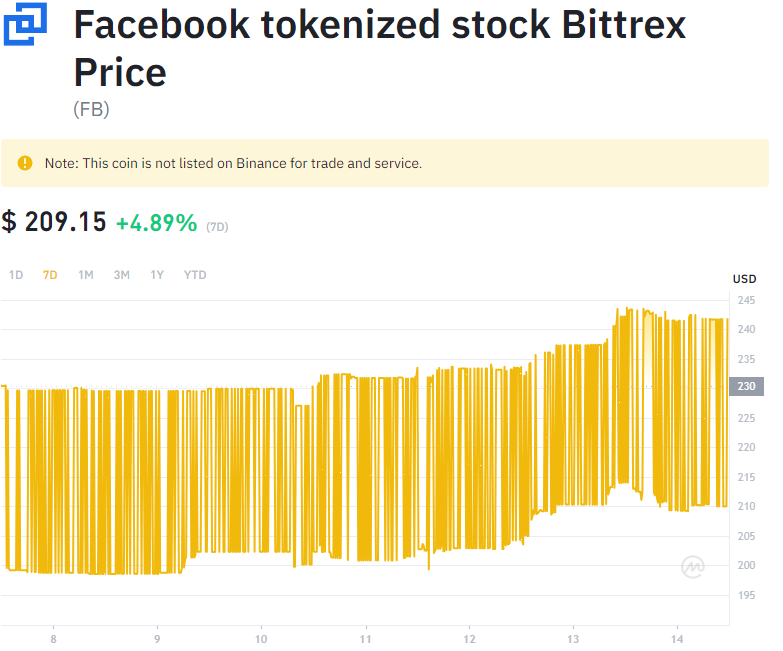 Facebook tokenized stock Bittrex
Price
(FB)
Note: This coin is not listed on Binance for trade and service.
$ 209.15 +4.89% (7D)
1D 7D 1M 3M 1Y YTD
USD
245
240
235
230
225
220
215
210
205
200
195
8 9 10 11 12 13 14